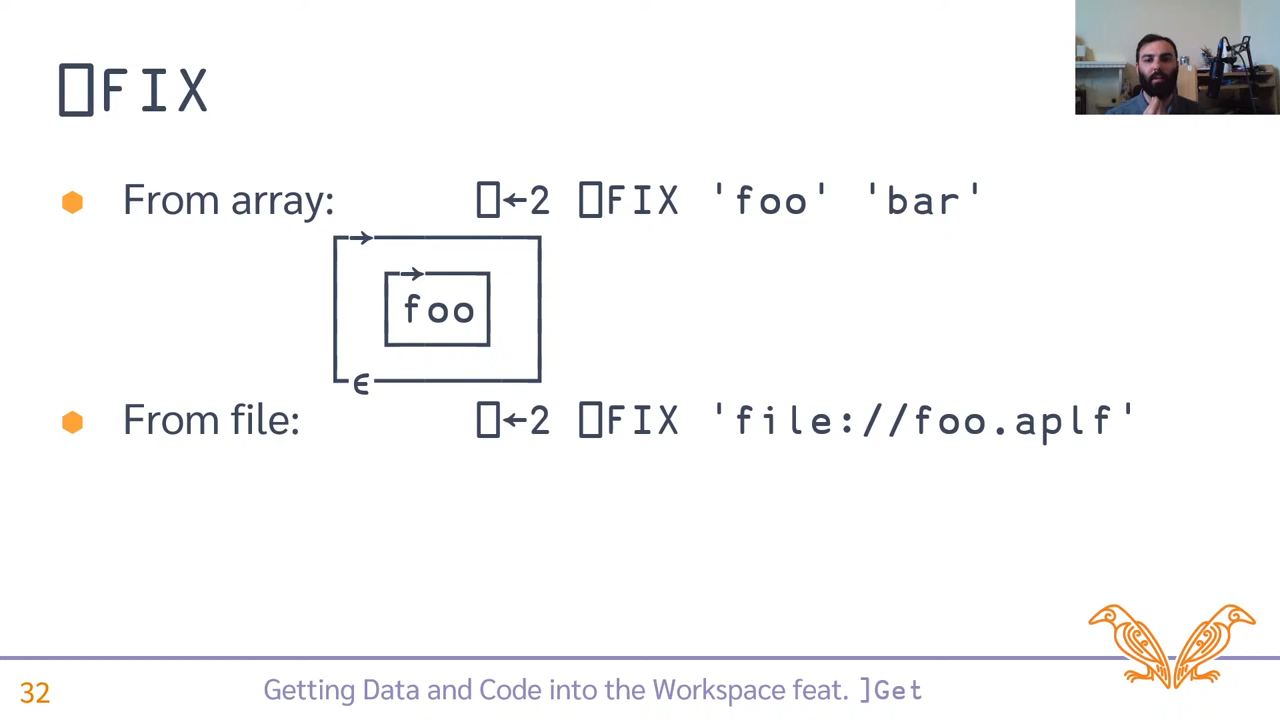 ⎕FIX
From array: ⎕←2 ⎕FIX 'foo' 'bar'
┌→──────┐
│ ┌→──┐ │
│ │foo│ │
│ └───┘ │
└∊──────┘
From file: ⎕←2 ⎕FIX 'file://foo.aplf'
32 Getting Data and Code into the Workspace feat. ]Get